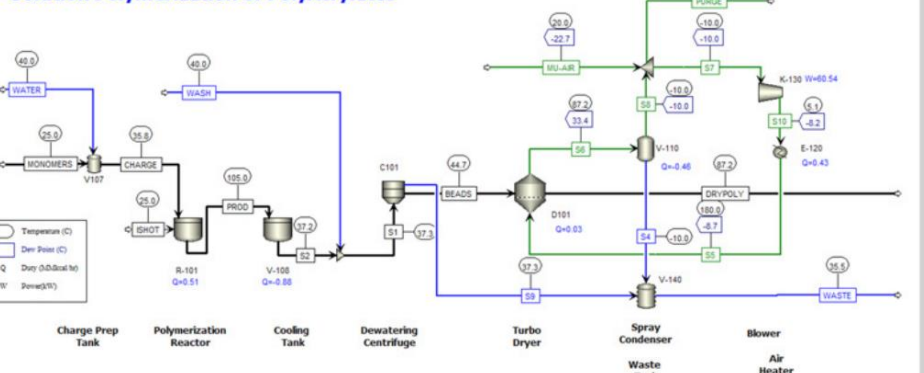 PURGE
20.0
-22.7
-10.0
-10.0
40.0
40.0
MU-AIR
S7
K-130 W=60.54
WATER
WASH
87.2
33.4
S8
-10.0
-10.0
5.1
S10
-8.2
25.0
35.8
S6
V-110
Q=-0.46
E-120
Q=0.43
MONOMERS
CHARGE
V107
C101
44.7
87.2
105.0
BEADS
DRYPOLY
25.0
PROD
180.0
D101
Q=0.03
-8.7
Temperature (C)
ISHOT
37.2
S1
37.3
S4
-10.0
Dew Point (C)
S2
S5
Q
Duty (MMkcal/hr)
R-101
Q=0.51
V-108
Q=-0.88
37.3
V-140
35.5
W
Power(kW)
S9
WASTE
Charge Prep
Tank
Polymerization
Reactor
Cooling
Tank
Dewatering
Centrifuge
Turbo
Dryer
Spray
Condenser
Blower
Waste
Air
Heater